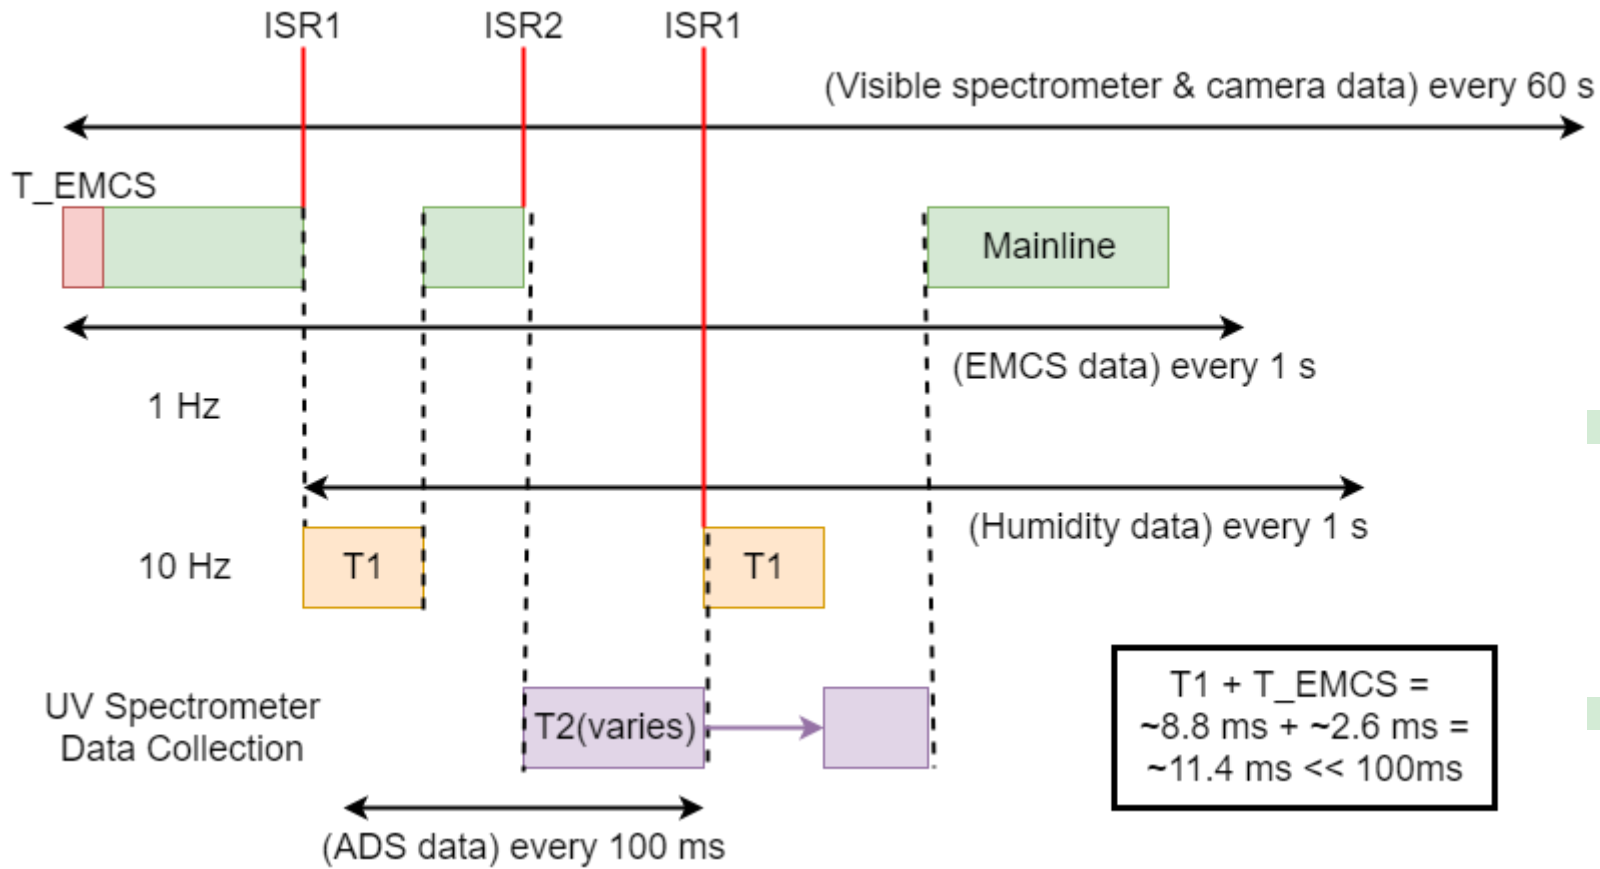 ISR1
ISR2
ISR1
(Visible spectrometer & camera data) every 60 s
T_EMCS
Mainline
(EMCS data) every 1 s
1 Hz
(Humidity data) every 1 s
10 Hz
T1
T1
UV Spectrometer
Data Collection
T2(varies)
T1 + T_EMCS =
~8.8 ms + ~2.6 ms =
~11.4 ms << 100ms
(ADS data) every 100 ms